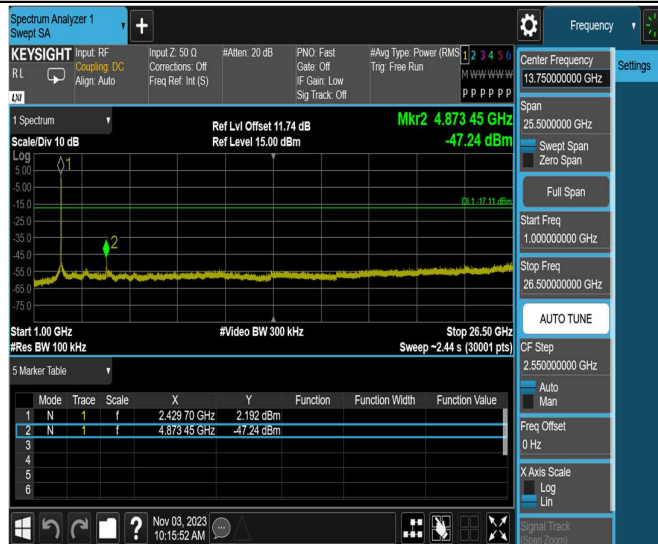 Spectrum Analyzer 1
Swept SA
Frequency
KEYSIGHT
RL
LXI
Input: RF
Coupling: DC
Align: Auto
Input Z: 50 Ω
Corrections: Off
Freq Ref: Int (S)
#Atten: 20 dB
PNO: Fast
Gate: Off
IF Gain: Low
Sig Track: Off
#Avg Type: Power (RMS
Trig: Free Run
1 2 3 4 5 6
M W W W W W
P P P P P P
1 Spectrum
Scale/Div 10 dB
Ref Lvl Offset 11.74 dB
Ref Level 15.00 dBm
Mkr2 4.873 45 GHz
-47.24 dBm
Log
5.00
-5.00
-15.0
-25.0
-35.0
-45.0
-55.0
-65.0
-75.0
1
2
DL1 -17.11 dBm
Start 1.00 GHz
#Res BW 100 kHz
#Video BW 300 kHz
Stop 26.50 GHz
Sweep ~2.44 s (30001 pts)
5 Marker Table
Mode Trace Scale X Y Function Function Width Function Value
1 N 1 f 2.429 70 GHz 2.192 dBm
2 N 1 f 4.873 45 GHz -47.24 dBm
3
4
5
6
Nov 03, 2023
10:15:52 AM
Center Frequency
13.750000000 GHz
Settings
Span
25.5000000 GHz
Swept Span
Zero Span
Full Span
Start Freq
1.000000000 GHz
Stop Freq
26.500000000 GHz
AUTO TUNE
CF Step
2.550000000 GHz
Auto
Man
Freq Offset
0 Hz
X Axis Scale
Log
Lin
Signal Track
(Span Zoom)